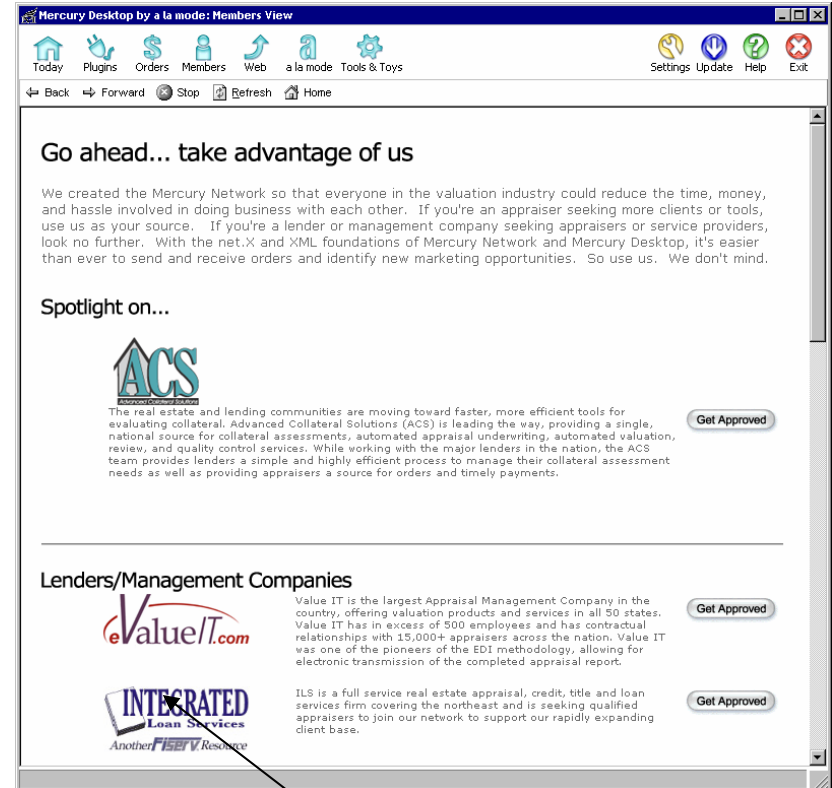 Mercury Desktop by a la mode: Members View
Today Plugins Orders Members Web a la mode Tools & Toys Settings Update Help Exit
Back Forward Stop Refresh Home
Go ahead... take advantage of us
We created the Mercury Network so that everyone in the valuation industry could reduce the time, money,
and hassle involved in doing business with each other. If you're an appraiser seeking more clients or tools,
use us as your source. If you're a lender or management company seeking appraisers or service providers,
look no further. With the net.X and XML foundations of Mercury Network and Mercury Desktop, it's easier
than ever to send and receive orders and identify new marketing opportunities. So use us. We don't mind.
Spotlight on...
ACS
Advanced Collateral Solutions
The real estate and lending communities are moving toward faster, more efficient tools for
evaluating collateral. Advanced Collateral Solutions (ACS) is leading the way, providing a single,
national source for collateral assessments, automated appraisal underwriting, automated valuation,
review, and quality control services. While working with the major lenders in the nation, the ACS
team provides lenders a simple and highly efficient process to manage their collateral assessment
needs as well as providing appraisers a source for orders and timely payments.
Get Approved
Lenders/Management Companies
eValueIT.com
Value IT is the largest Appraisal Management Company in the
country, offering valuation products and services in all 50 states.
Value IT has in excess of 500 employees and has contractual
relationships with 15,000+ appraisers across the nation. Value IT
was one of the pioneers of the EDI methodology, allowing for
electronic transmission of the completed appraisal report.
Get Approved
INTEGRATED
Loan Services
Another FISERV. Resource
ILS is a full service real estate appraisal, credit, title and loan
services firm covering the northeast and is seeking qualified
appraisers to join our network to support our rapidly expanding
client base.
Get Approved